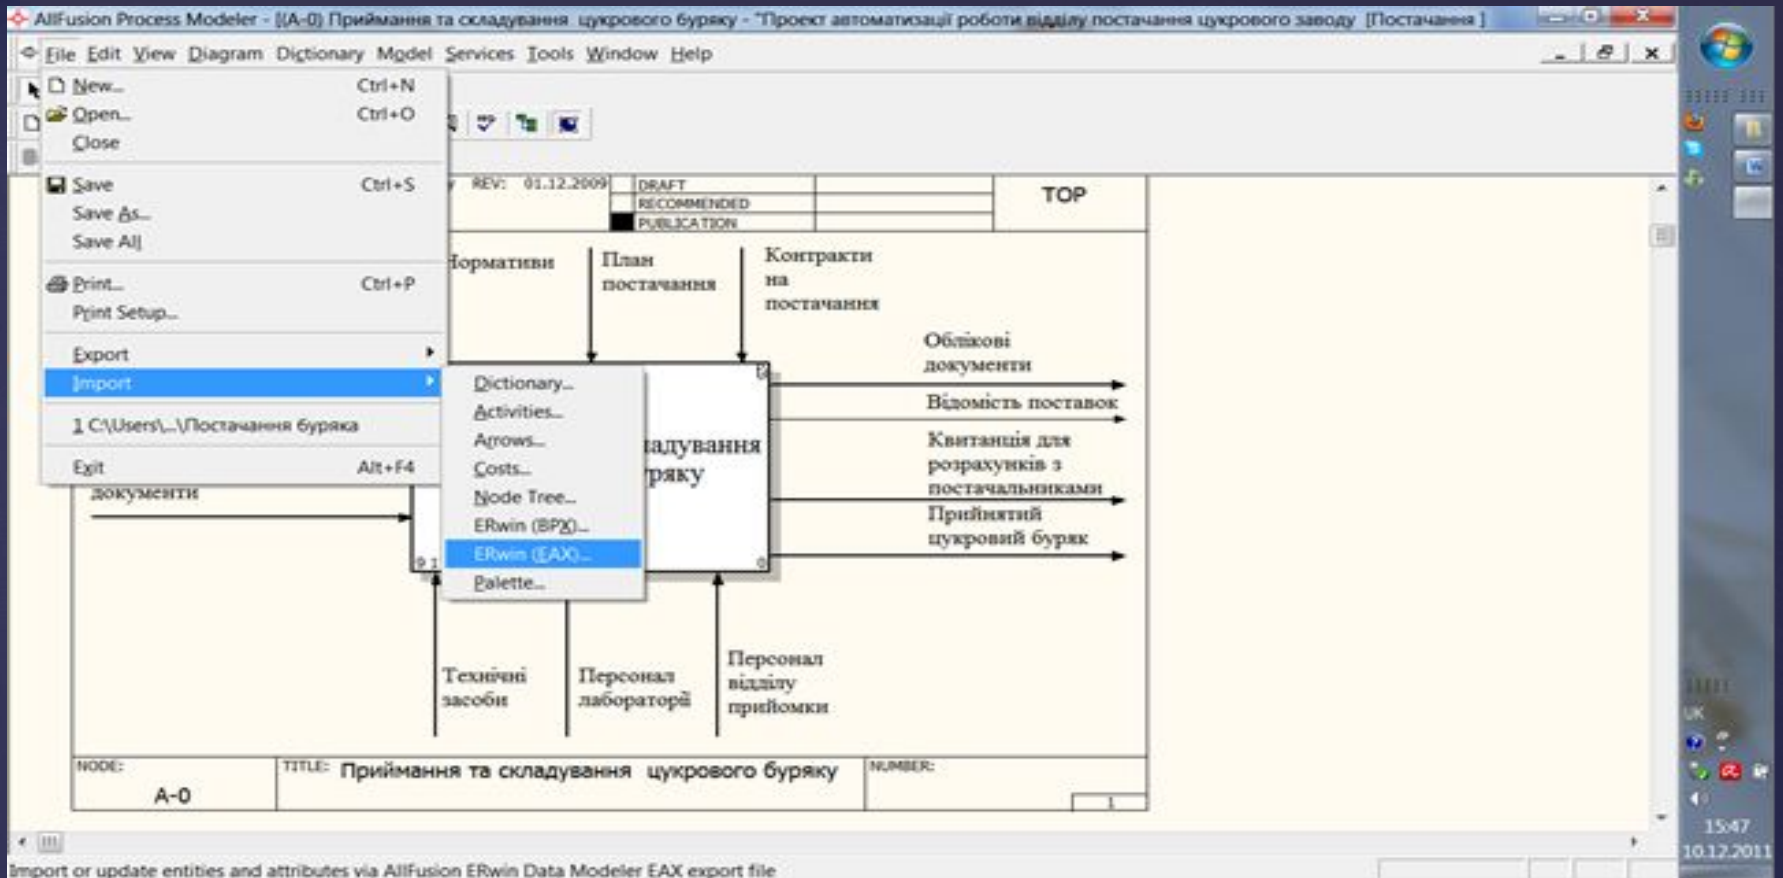 AllFusion Process Modeler - [(A-0) Приймання та складування цукрового буряку - "Проект автоматизації роботи відділу постачання цукрового заводу [Постачання ]
File Edit View Diagram Dictionary Model Services Tools Window Help
New... Ctrl+N
Open... Ctrl+O
Close
Save Ctrl+S
Save As...
Save All
Print... Ctrl+P
Print Setup...
Export
Import
1 C:\Users\...\Постачання буряка
Exit Alt+F4
Dictionary...
Activities...
Arrows...
Costs...
Node Tree...
ERwin (BPX)...
ERwin (EAX)...
Palette...
REV: 01.12.2009
DRAFT
RECOMMENDED
PUBLICATION
TOP
План
постачання
Контракти
на
постачання
Облікові
документи
Відомість поставок
Квитанція для
розрахунків з
постачальниками
Прийнятий
цукровий буряк
документи
0
Технічні
засоби
Персонал
лабораторії
Персонал
відділу
прийомки
NODE:
A-0
TITLE: Приймання та складування цукрового буряку
NUMBER:
1
Import or update entities and attributes via AllFusion ERwin Data Modeler EAX export file
UK
15:47
10.12.2011